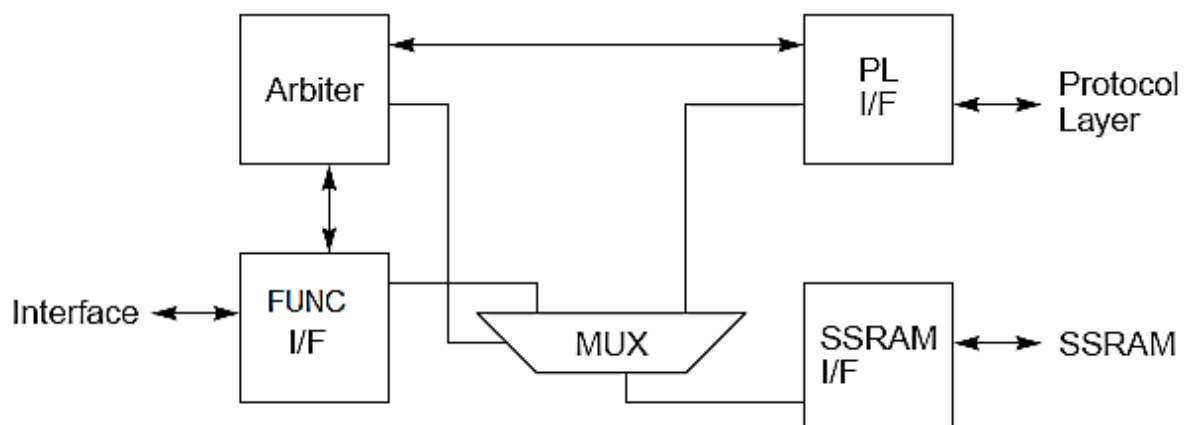 Arbiter
PL
I/F
Protocol
Layer
Interface
FUNC
I/F
MUX
SSRAM
I/F
SSRAM